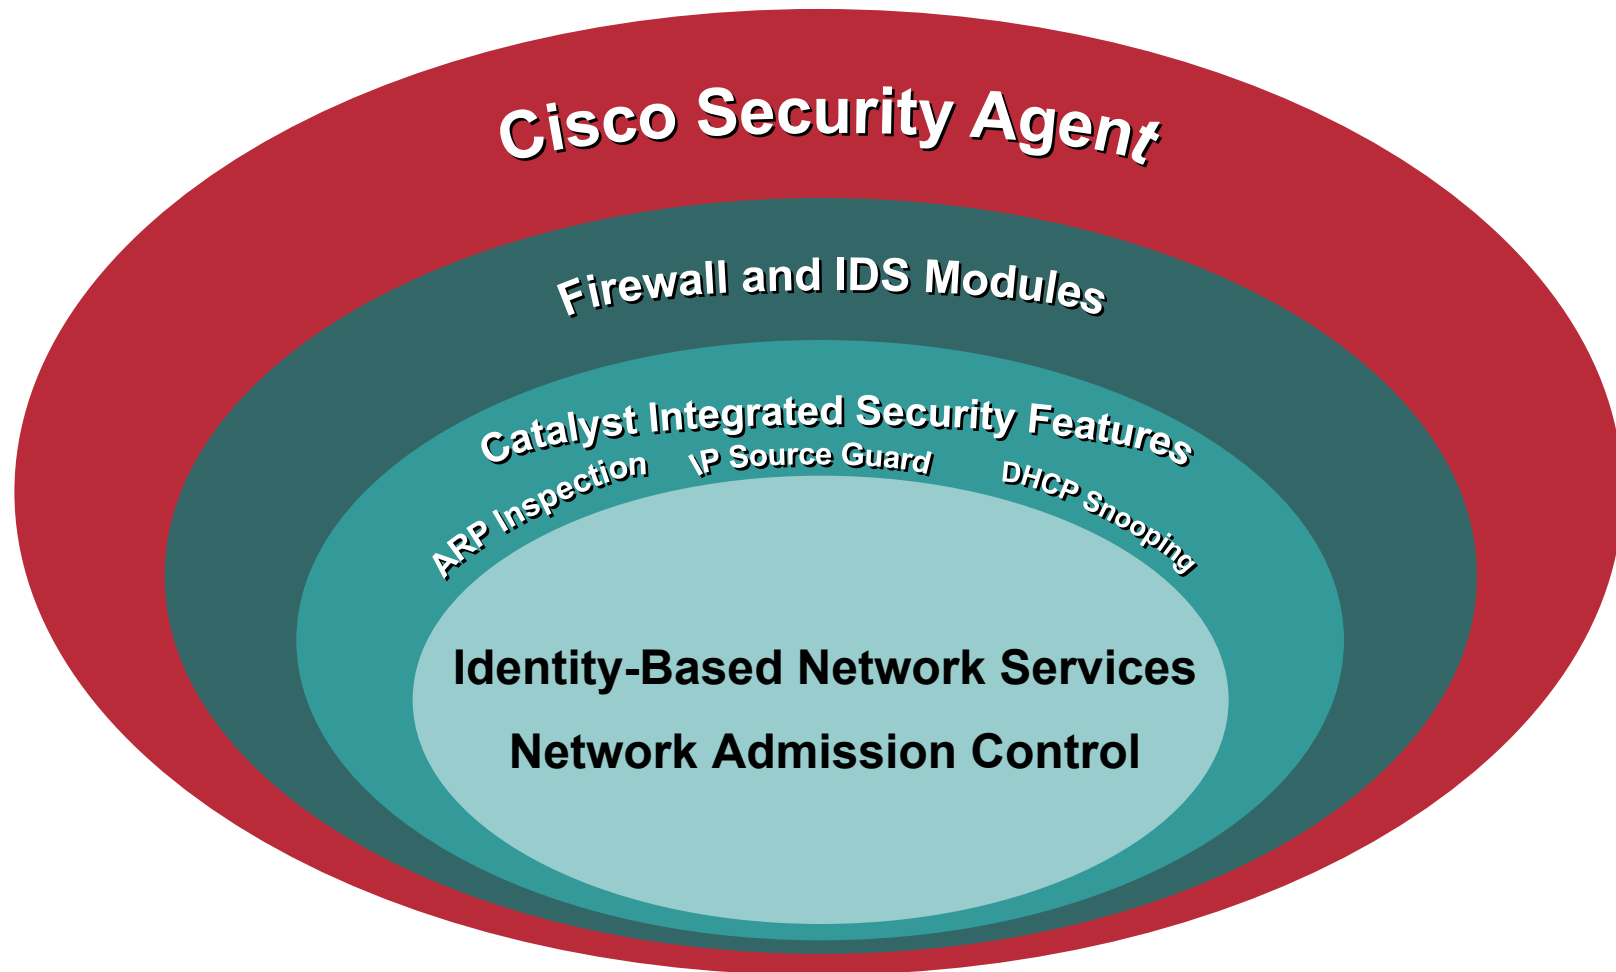 Cisco Security Agent
Firewall and IDS Modules
Catalyst Integrated Security Features
ARP Inspection IP Source Guard DHCP Snooping
Identity-Based Network Services
Network Admission Control